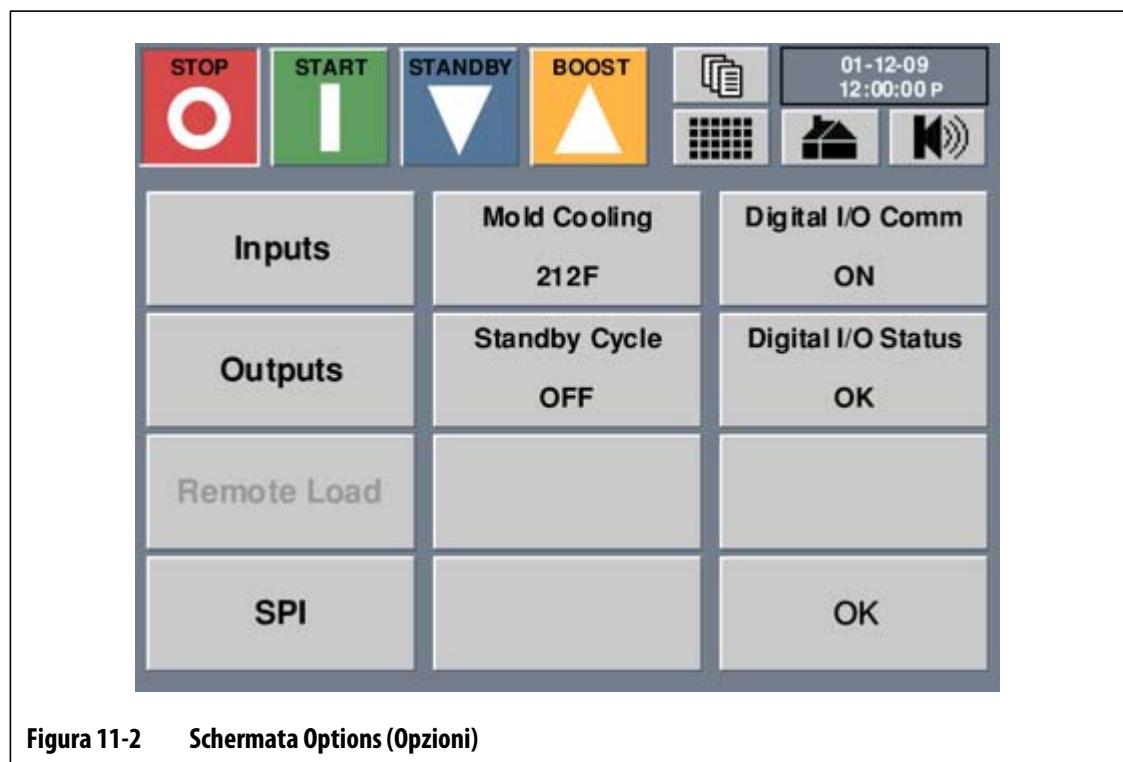 STOP
START
STANDBY
BOOST
01-12-09
12:00:00 P
Inputs
Mold Cooling
212F
Digital I/O Comm
ON
Outputs
Standby Cycle
OFF
Digital I/O Status
OK
Remote Load
SPI
OK
Figura 11-2 Schermata Options (Opzioni)